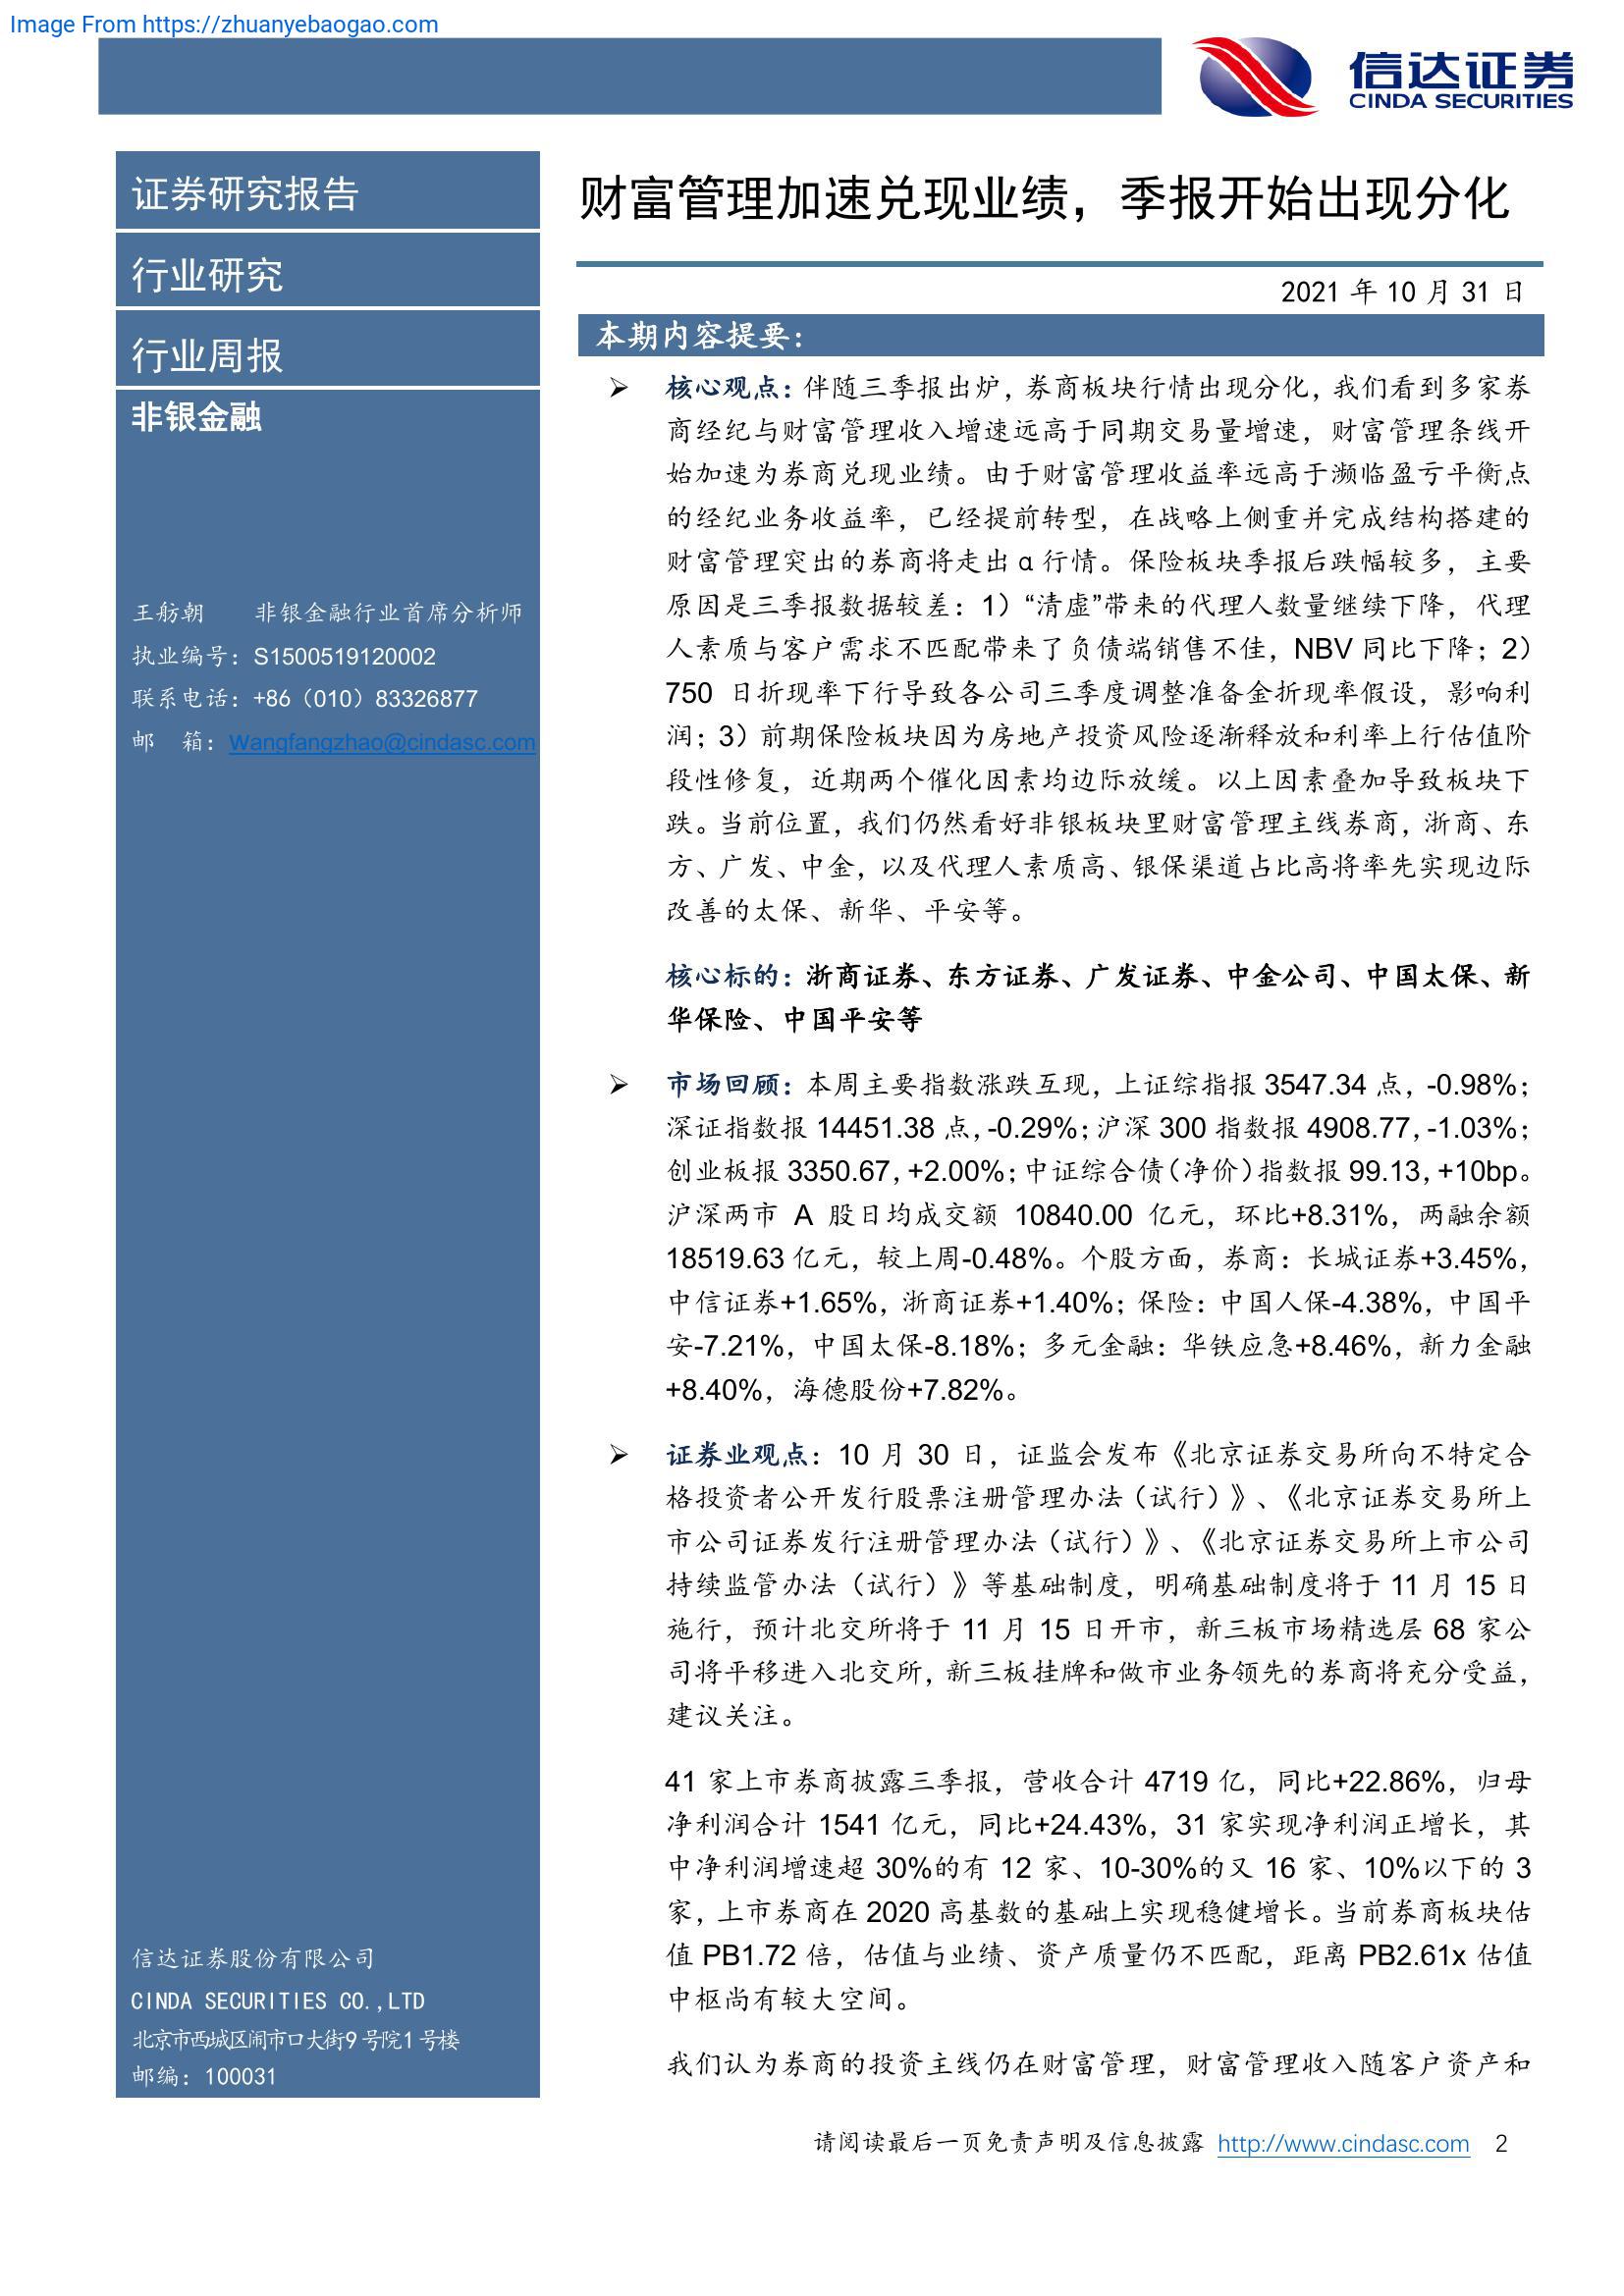 Image From https://zhuanyebaogao.com
信达证券
CINDA SECURITIES
证券研究报告
行业研究
行业周报
非银金融
王舫朝 非银金融行业首席分析师
执业编号：S1500519120002
联系电话：+86（010）83326877
邮 箱：Wangfangzhao@cindasc.com
信达证券股份有限公司
CINDA SECURITIES CO.,LTD
北京市西城区闹市口大街9号院1号楼
邮编：100031
财富管理加速兑现业绩，季报开始出现分化
2021 年 10 月 31 日
本期内容提要：
➢ 核心观点：伴随三季报出炉，券商板块行情出现分化，我们看到多家券
商经纪与财富管理收入增速远高于同期交易量增速，财富管理条线开
始加速为券商兑现业绩。由于财富管理收益率远高于濒临盈亏平衡点
的经纪业务收益率，已经提前转型，在战略上侧重并完成结构搭建的
财富管理突出的券商将走出α行情。保险板块季报后跌幅较多，主要
原因是三季报数据较差：1）“清虚”带来的代理人数量继续下降，代理
人素质与客户需求不匹配带来了负债端销售不佳，NBV 同比下降；2）
750 日折现率下行导致各公司三季度调整准备金折现率假设，影响利
润；3）前期保险板块因为房地产投资风险逐渐释放和利率上行估值阶
段性修复，近期两个催化因素均边际放缓。以上因素叠加导致板块下
跌。当前位置，我们仍然看好非银板块里财富管理主线券商，浙商、东
方、广发、中金，以及代理人素质高、银保渠道占比高将率先实现边际
改善的太保、新华、平安等。
核心标的：浙商证券、东方证券、广发证券、中金公司、中国太保、新
华保险、中国平安等
➢ 市场回顾：本周主要指数涨跌互现，上证综指报 3547.34 点，-0.98%；
深证指数报 14451.38 点，-0.29%；沪深 300 指数报 4908.77，-1.03%；
创业板报 3350.67，+2.00%；中证综合债（净价）指数报 99.13，+10bp。
沪深两市 A 股日均成交额 10840.00 亿元，环比+8.31%，两融余额
18519.63 亿元，较上周-0.48%。个股方面，券商：长城证券+3.45%，
中信证券+1.65%，浙商证券+1.40%；保险：中国人保-4.38%，中国平
安-7.21%，中国太保-8.18%；多元金融：华铁应急+8.46%，新力金融
+8.40%，海德股份+7.82%。
➢ 证券业观点：10 月 30 日，证监会发布《北京证券交易所向不特定合
格投资者公开发行股票注册管理办法（试行）》、《北京证券交易所上
市公司证券发行注册管理办法（试行）》、《北京证券交易所上市公司
持续监管办法（试行）》等基础制度，明确基础制度将于 11 月 15 日
施行，预计北交所将于 11 月 15 日开市，新三板市场精选层 68 家公
司将平移进入北交所，新三板挂牌和做市业务领先的券商将充分受益，
建议关注。
41 家上市券商披露三季报，营收合计 4719 亿，同比+22.86%，归母
净利润合计 1541 亿元，同比+24.43%，31 家实现净利润正增长，其
中净利润增速超 30%的有 12 家、10-30%的又 16 家、10%以下的 3
家，上市券商在 2020 高基数的基础上实现稳健增长。当前券商板块估
值 PB1.72 倍，估值与业绩、资产质量仍不匹配，距离 PB2.61x 估值
中枢尚有较大空间。
我们认为券商的投资主线仍在财富管理，财富管理收入随客户资产和
请阅读最后一页免责声明及信息披露 http://www.cindasc.com 2